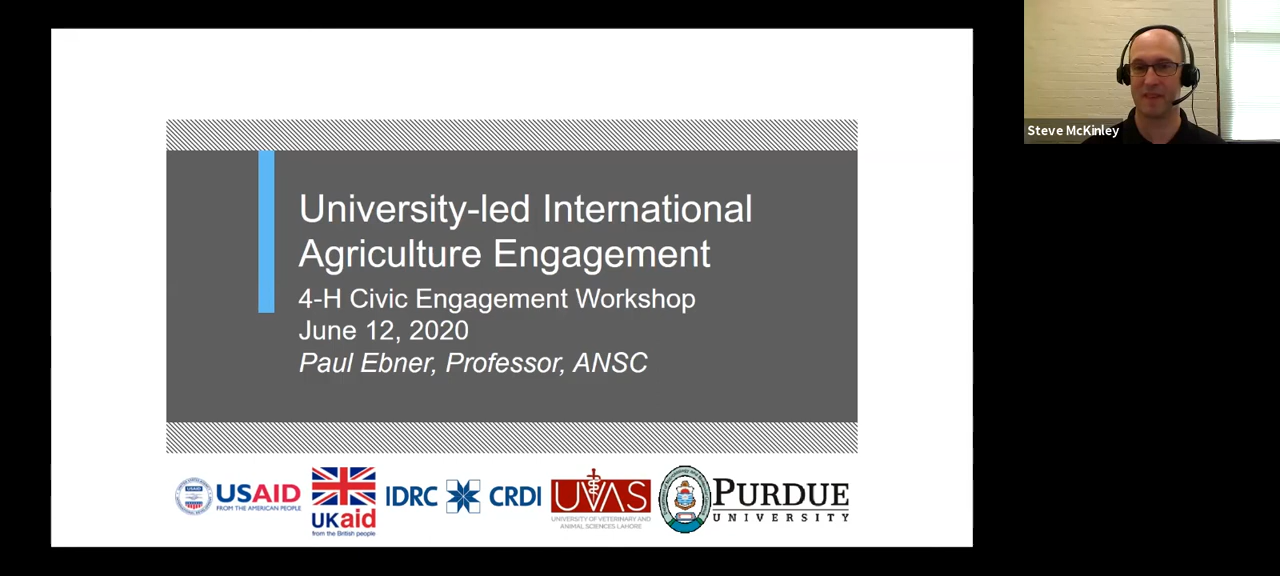 University-led International
Agriculture Engagement
4-H Civic Engagement Workshop
June 12, 2020
Paul Ebner, Professor, ANSC
USAID
FROM THE AMERICAN PEOPLE
UKaid
from the British people
IDRC CRDI
UVAS
UNIVERSITY OF VETERINARY AND
ANIMAL SCIENCES LAHORE
PURDUE
UNIVERSITY
Steve McKinley